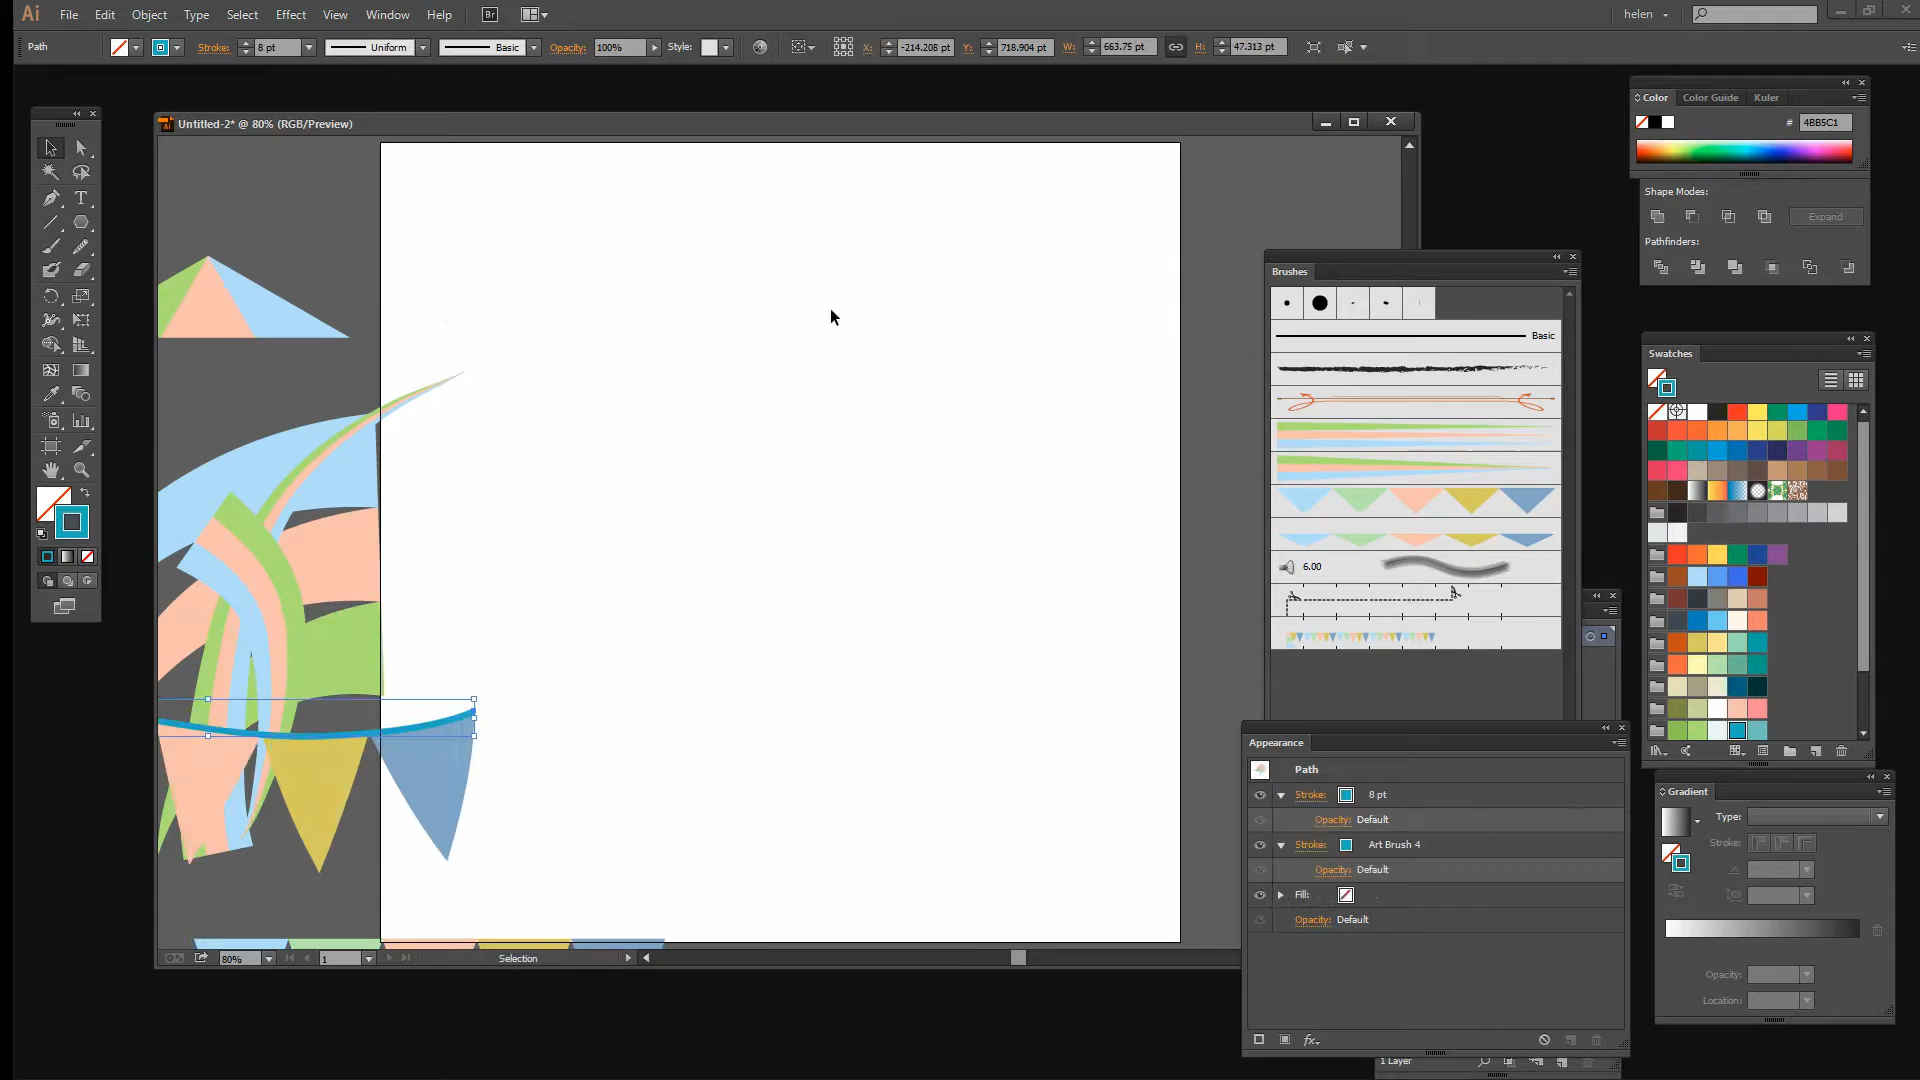 Ai File Edit Object Type Select Effect View Window Help Br helen
Path Stroke: 8 pt Uniform Basic Opacity: 100% Style: X: -214.208 pt Y: 718.904 pt W: 663.75 pt H: 47.313 pt
Untitled-2* @ 80% (RGB/Preview)
Color Color Guide Kuler
# 4BB5C1
Shape Modes:
Expand
Pathfinders:
Brushes
Basic
6.00
Swatches
Appearance
Path
Stroke: 8 pt
Opacity: Default
Stroke: Art Brush 4
Opacity: Default
Fill:
Opacity: Default
Gradient
Type:
Stroke:
Opacity:
Location:
80% 1 Selection
1 Layer